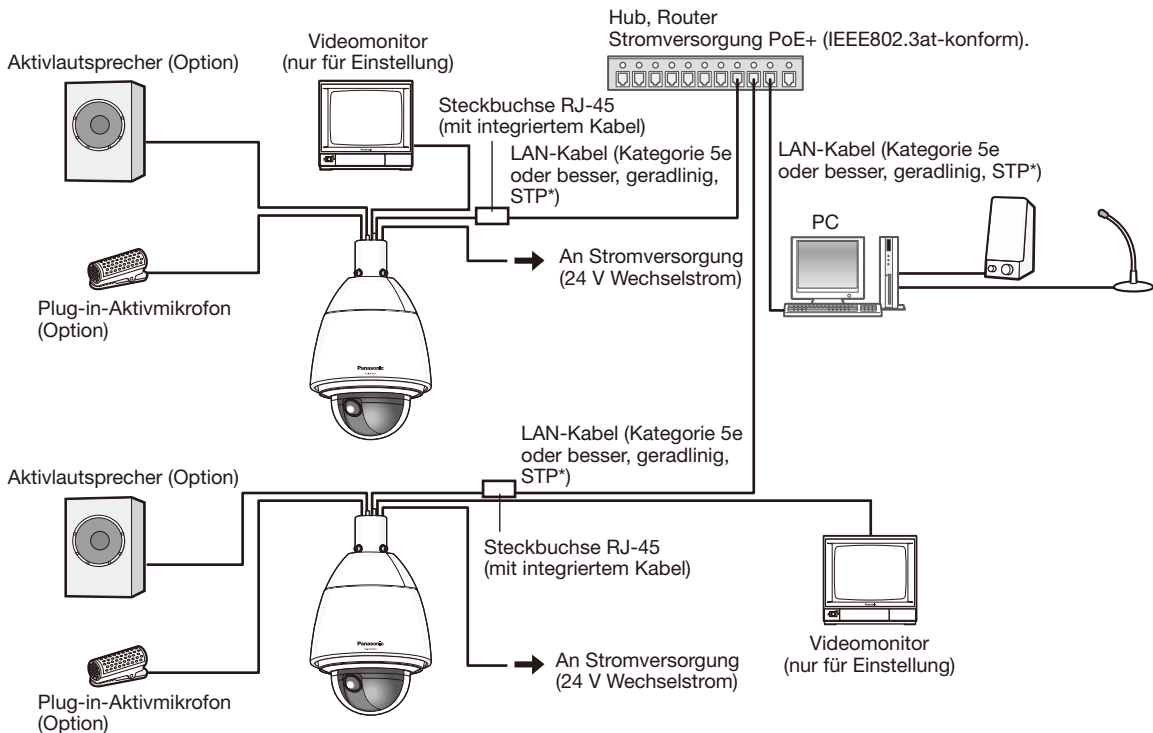 Hub, Router
Stromversorgung PoE+ (IEEE802.3at-konform).
Aktivlautsprecher (Option)
Videomonitor
(nur für Einstellung)
Steckbuchse RJ-45
(mit integriertem Kabel)
LAN-Kabel (Kategorie 5e
oder besser, geradlinig,
STP*)
LAN-Kabel (Kategorie 5e
oder besser, geradlinig, STP*)
PC
An Stromversorgung
(24 V Wechselstrom)
Plug-in-Aktivmikrofon
(Option)
Panasonic
LAN-Kabel (Kategorie 5e
oder besser, geradlinig,
STP*)
Aktivlautsprecher (Option)
Steckbuchse RJ-45
(mit integriertem Kabel)
Panasonic
Videomonitor
(nur für Einstellung)
An Stromversorgung
(24 V Wechselstrom)
Plug-in-Aktivmikrofon
(Option)